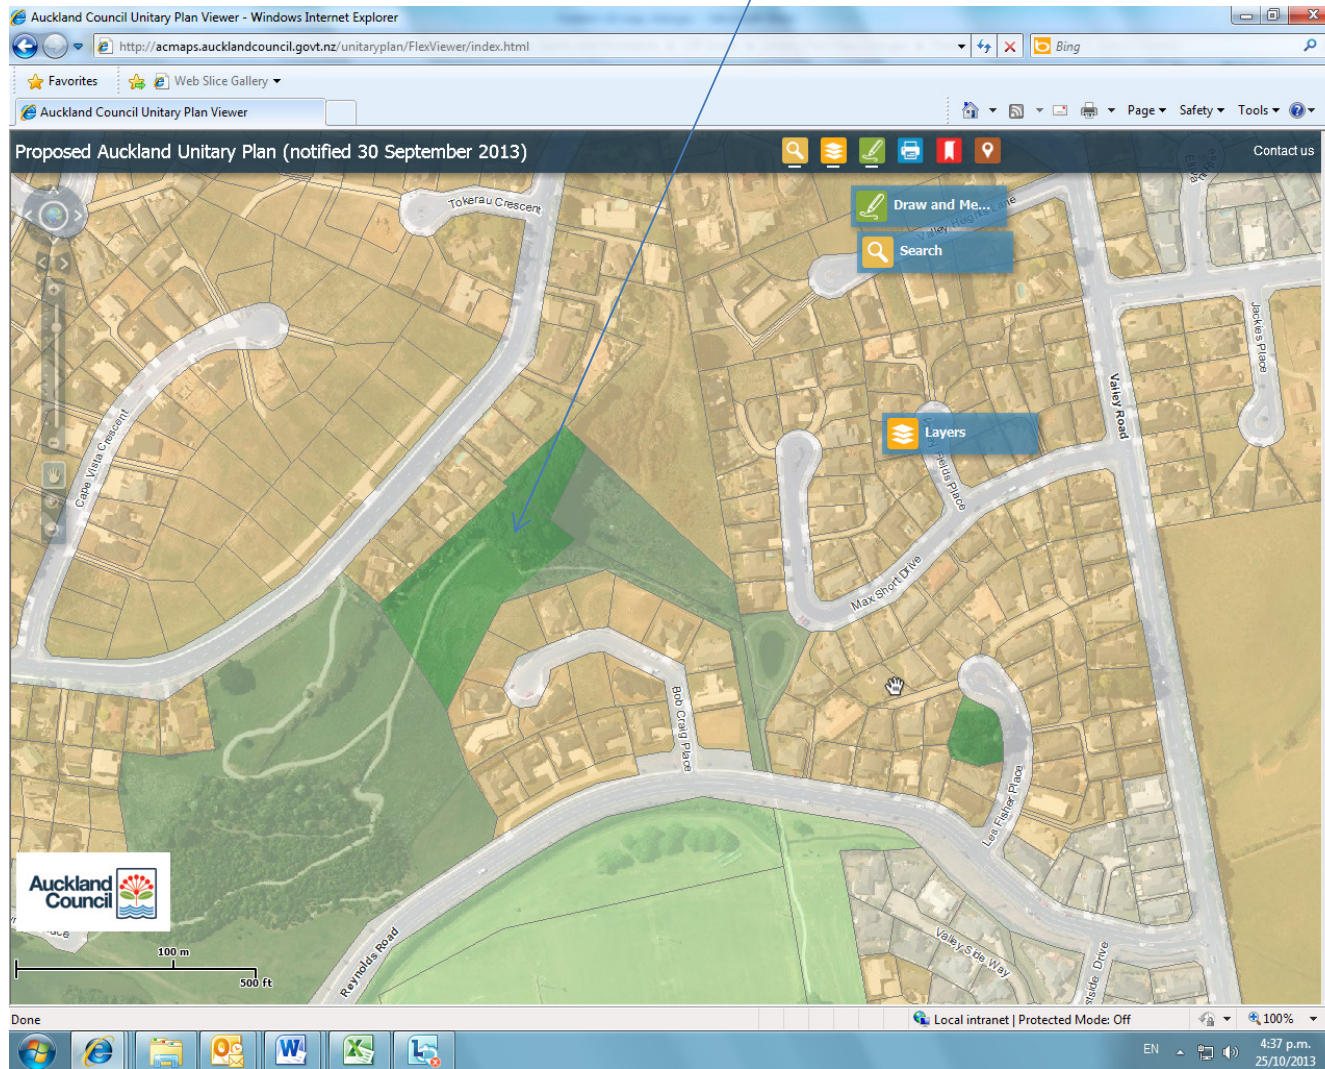 Auckland Council Unitary Plan Viewer - Windows Internet Explorer
http://acmaps.aucklandcouncil.govt.nz/unitaryplan/FlexViewer/index.html
Bing
Favorites
Web Slice Gallery
Auckland Council Unitary Plan Viewer
Page
Safety
Tools
Proposed Auckland Unitary Plan (notified 30 September 2013)
Contact us
Tokerau Crescent
Draw and Me...
Search
Jackies Place
Cape Vista Crescent
Valley Road
Layers
Fields Place
Max Short Drive
Bob Craig Place
Les Fisher Place
Auckland
Council
Reynolds Road
Valley Side Way
Drive
100 m
500 ft
Done
Local intranet | Protected Mode: Off
100%
EN
4:37 p.m.
25/10/2013